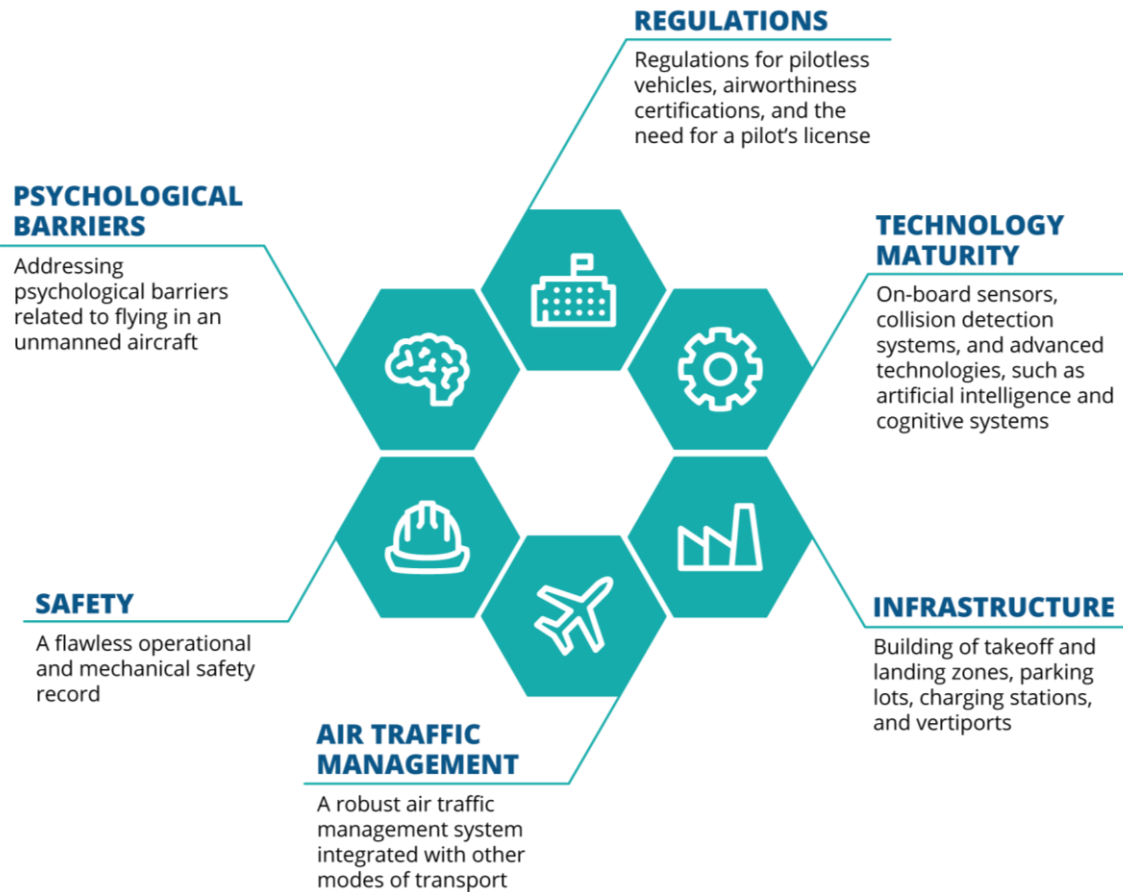 REGULATIONS
Regulations for pilotless
vehicles, airworthiness
certifications, and the
need for a pilot’s license
TECHNOLOGY
MATURITY
On-board sensors,
collision detection
systems, and advanced
technologies, such as
artificial intelligence and
cognitive systems
INFRASTRUCTURE
Building of takeoff and
landing zones, parking
lots, charging stations,
and vertiports
AIR TRAFFIC
MANAGEMENT
A robust air traffic
management system
integrated with other
modes of transport
SAFETY
A flawless operational
and mechanical safety
record
PSYCHOLOGICAL
BARRIERS
Addressing
psychological barriers
related to flying in an
unmanned aircraft